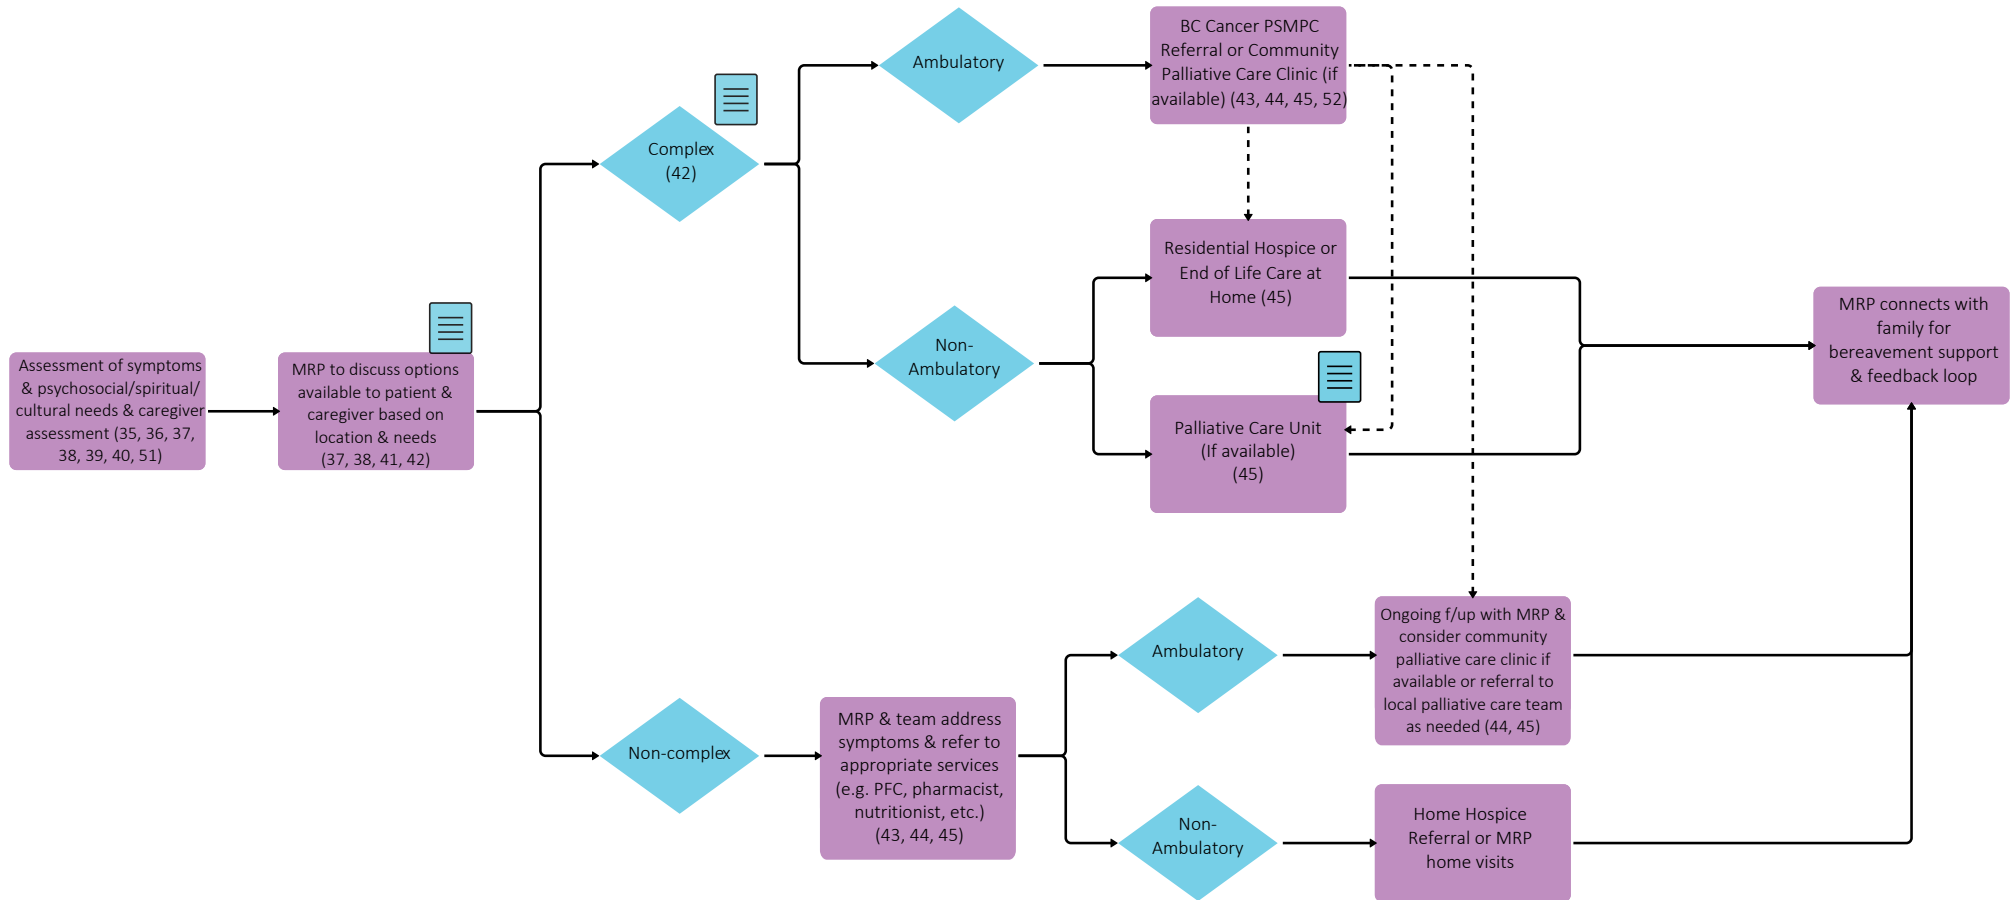 Assessment of symptoms
& psychosocial/spiritual/
cultural needs & caregiver
assessment (35, 36, 37,
38, 39, 40, 51)
MRP to discuss options
available to patient &
caregiver based on
location & needs
(37, 38, 41, 42)
Complex
(42)
Ambulatory
BC Cancer PSMPC
Referral or Community
Palliative Care Clinic (if
available) (43, 44, 45, 52)
Non-
Ambulatory
Residential Hospice or
End of Life Care at
Home (45)
Palliative Care Unit
(If available)
(45)
MRP connects with
family for
bereavement support
& feedback loop
Non-complex
MRP & team address
symptoms & refer to
appropriate services
(e.g. PFC, pharmacist,
nutritionist, etc.)
(43, 44, 45)
Ambulatory
Ongoing f/up with MRP &
consider community
palliative care clinic if
available or referral to
local palliative care team
as needed (44, 45)
Non-
Ambulatory
Home Hospice
Referral or MRP
home visits